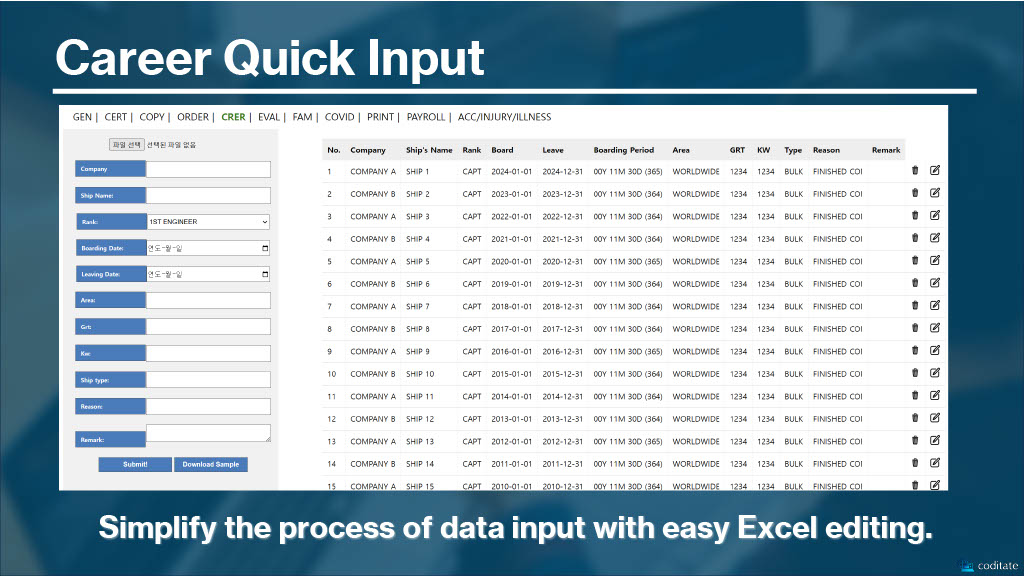 Career Quick Input
GEN | CERT | COPY | ORDER | CRER | EVAL | FAM | COVID | PRINT | PAYROLL | ACC/INJURY/ILLNESS
파일 선택 선택된 파일 없음
Company
Ship Name:
Rank: 1ST ENGINEER
Boarding Date: 연도-월-일
Leaving Date: 연도-월-일
Area:
Grt:
Kw:
Ship type:
Reason:
Remark:
Submit! Download Sample
No. Company Ship's Name Rank Board Leave Boarding Period Area GRT KW Type Reason Remark
1 COMPANY A SHIP 1 CAPT 2024-01-01 2024-12-31 00Y 11M 30D (365) WORLDWIDE 1234 1234 BULK FINISHED COI
2 COMPANY B SHIP 2 CAPT 2023-01-01 2023-12-31 00Y 11M 30D (364) WORLDWIDE 1234 1234 BULK FINISHED COI
3 COMPANY A SHIP 3 CAPT 2022-01-01 2022-12-31 00Y 11M 30D (364) WORLDWIDE 1234 1234 BULK FINISHED COI
4 COMPANY B SHIP 4 CAPT 2021-01-01 2021-12-31 00Y 11M 30D (364) WORLDWIDE 1234 1234 BULK FINISHED COI
5 COMPANY A SHIP 5 CAPT 2020-01-01 2020-12-31 00Y 11M 30D (365) WORLDWIDE 1234 1234 BULK FINISHED COI
6 COMPANY B SHIP 6 CAPT 2019-01-01 2019-12-31 00Y 11M 30D (364) WORLDWIDE 1234 1234 BULK FINISHED COI
7 COMPANY A SHIP 7 CAPT 2018-01-01 2018-12-31 00Y 11M 30D (364) WORLDWIDE 1234 1234 BULK FINISHED COI
8 COMPANY B SHIP 8 CAPT 2017-01-01 2017-12-31 00Y 11M 30D (364) WORLDWIDE 1234 1234 BULK FINISHED COI
9 COMPANY A SHIP 9 CAPT 2016-01-01 2016-12-31 00Y 11M 30D (365) WORLDWIDE 1234 1234 BULK FINISHED COI
10 COMPANY B SHIP 10 CAPT 2015-01-01 2015-12-31 00Y 11M 30D (364) WORLDWIDE 1234 1234 BULK FINISHED COI
11 COMPANY A SHIP 11 CAPT 2014-01-01 2014-12-31 00Y 11M 30D (364) WORLDWIDE 1234 1234 BULK FINISHED COI
12 COMPANY B SHIP 12 CAPT 2013-01-01 2013-12-31 00Y 11M 30D (364) WORLDWIDE 1234 1234 BULK FINISHED COI
13 COMPANY A SHIP 13 CAPT 2012-01-01 2012-12-31 00Y 11M 30D (365) WORLDWIDE 1234 1234 BULK FINISHED COI
14 COMPANY B SHIP 14 CAPT 2011-01-01 2011-12-31 00Y 11M 30D (364) WORLDWIDE 1234 1234 BULK FINISHED COI
15 COMPANY A SHIP 15 CAPT 2010-01-01 2010-12-31 00Y 11M 30D (364) WORLDWIDE 1234 1234 BULK FINISHED COI
Simplify the process of data input with easy Excel editing.
coditate